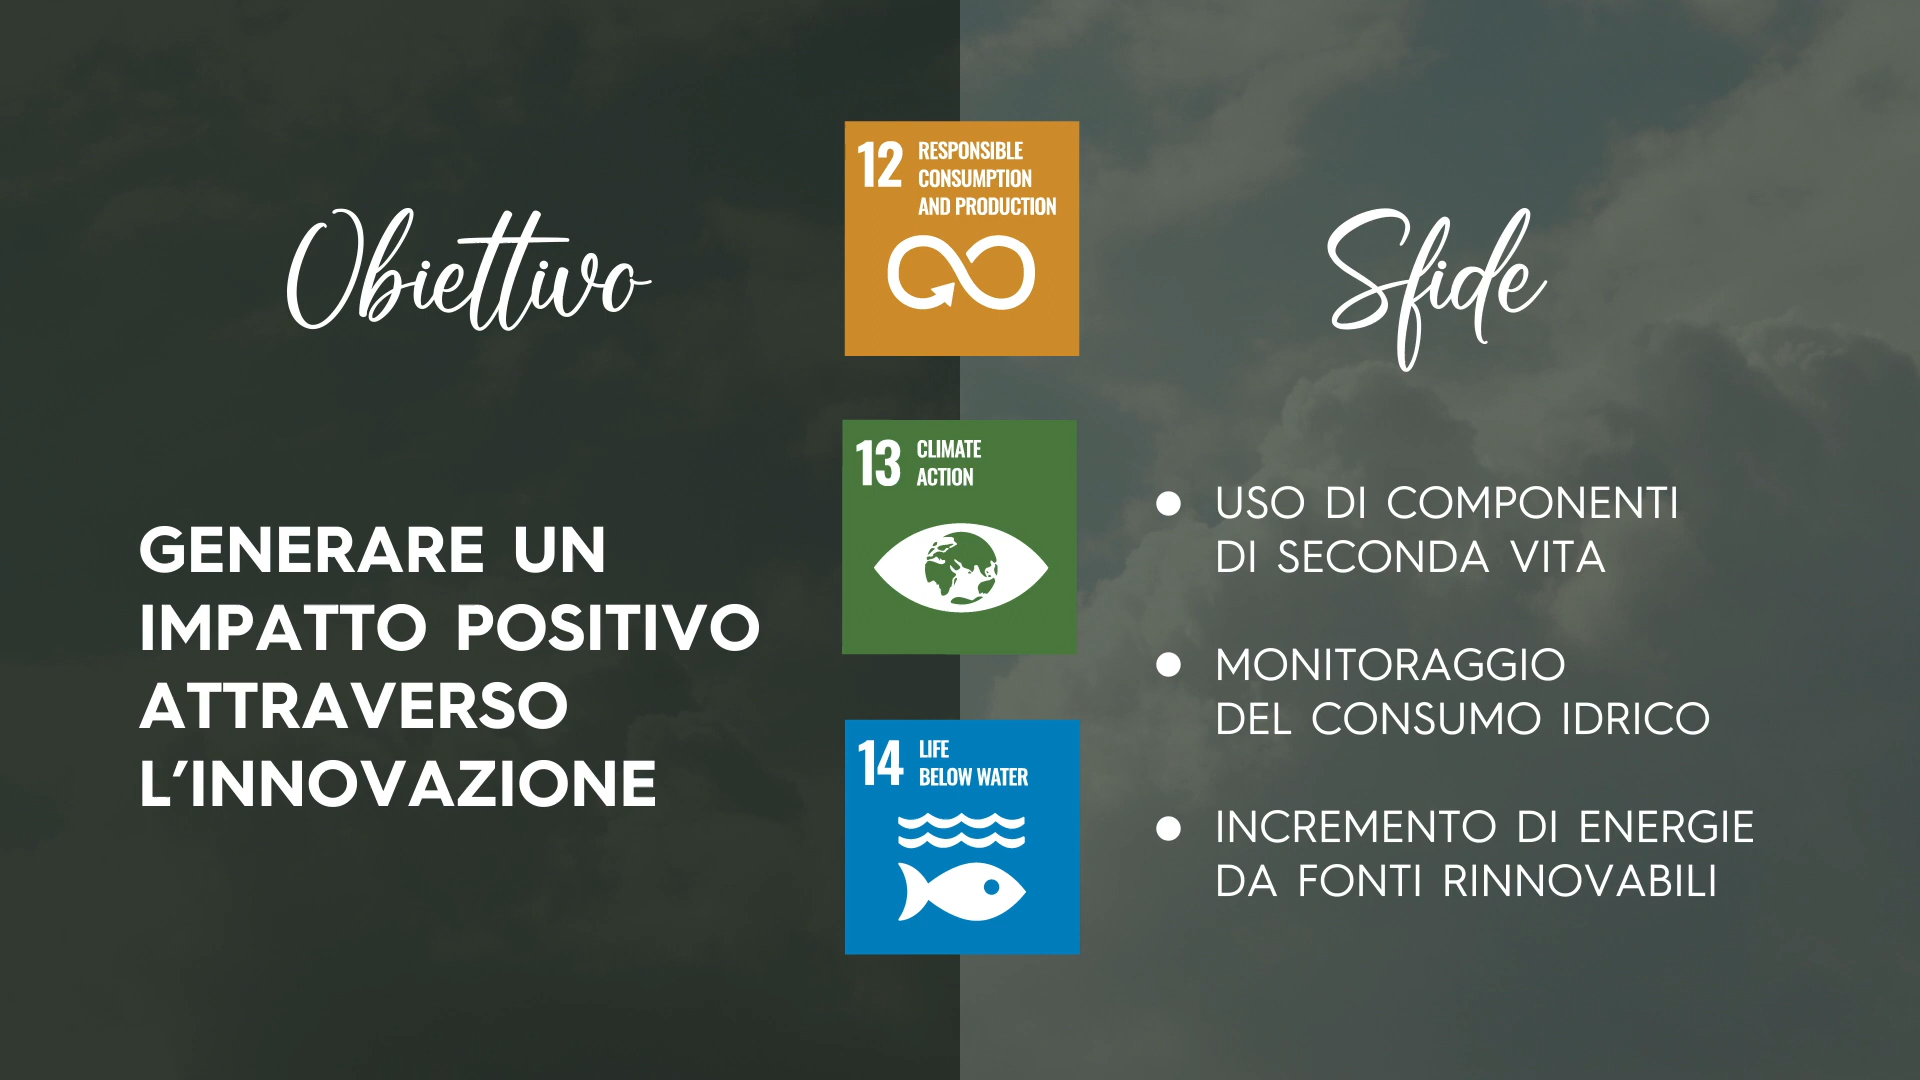 Obiettivo
GENERARE UN
IMPATTO POSITIVO
ATTRAVERSO
L’INNOVAZIONE
12 RESPONSIBLE
CONSUMPTION
AND PRODUCTION
13 CLIMATE
ACTION
14 LIFE
BELOW WATER
Sfide
● USO DI COMPONENTI
DI SECONDA VITA
● MONITORAGGIO
DEL CONSUMO IDRICO
● INCREMENTO DI ENERGIE
DA FONTI RINNOVABILI